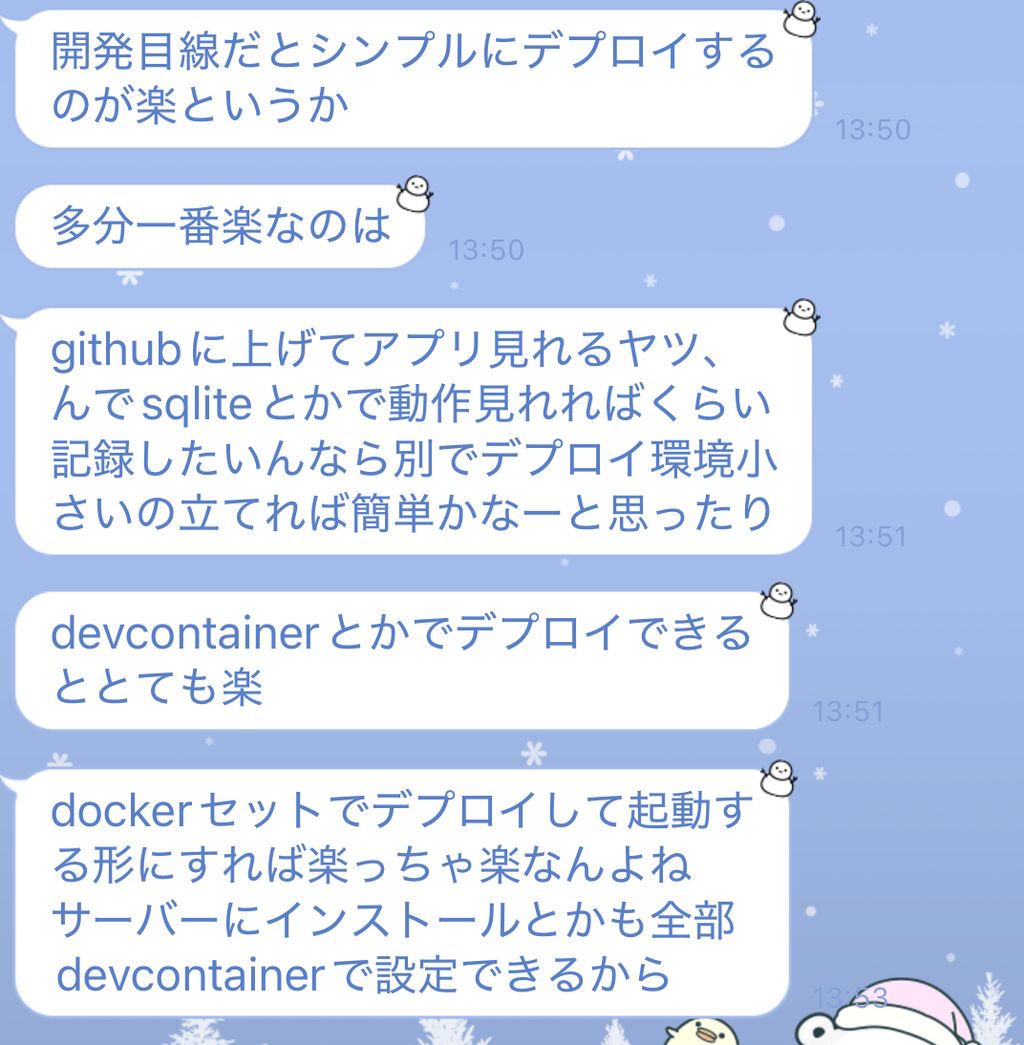 開発目線だとシンプルにデプロイする
のが楽というか
13:50
多分一番楽なのは
13:50
githubに上げてアプリ見れるヤツ、
んでsqliteとかで動作見れればくらい
記録したいんなら別でデプロイ環境小
さいの立てれば簡単かなーと思ったり
13:51
devcontainerとかでデプロイできる
ととても楽
13:51
dockerセットでデプロイして起動す
る形にすれば楽っちゃ楽なんよね
サーバーにインストールとかも全部
devcontainerで設定できるから
13:53